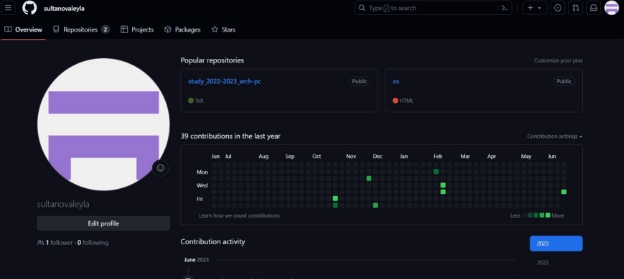 sultanovaleyla
Type / to search
Overview
Repositories 2
Projects
Packages
Stars
Popular repositories
Customize your pins
study_2022-2023_arch-pc
Public
TeX
os
Public
HTML
39 contributions in the last year
Contribution settings
Jun Jul Aug Sep Oct Nov Dec Jan Feb Mar Apr May Jun
Mon
Wed
Fri
Learn how we count contributions
Less
More
sultanovaleyla
Edit profile
1 follower · 0 following
Contribution activity
2023
June 2023
2022